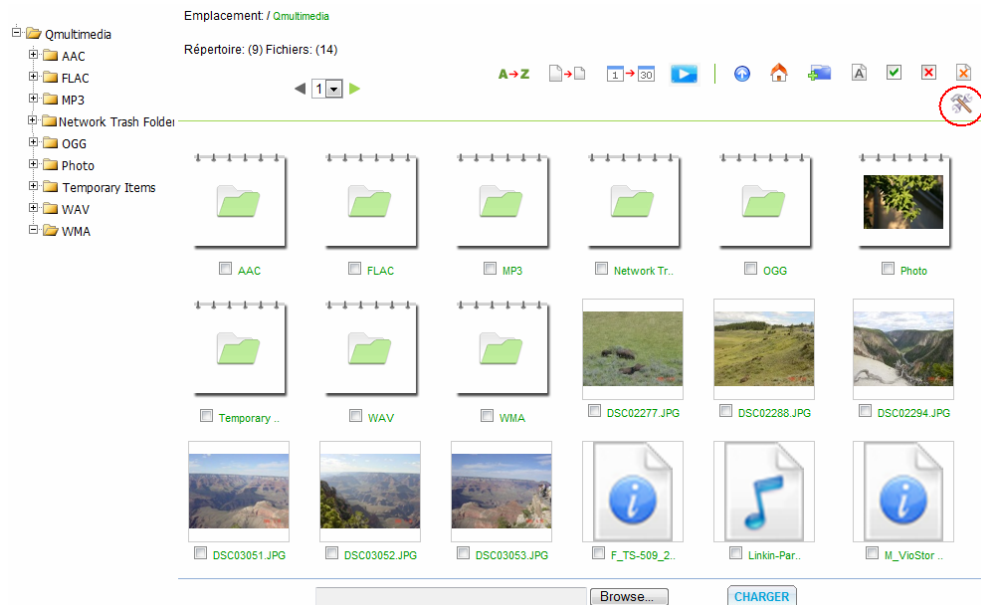 Emplacement: / Qmultimedia
Répertoire: (9) Fichiers: (14)
Qmultimedia
AAC
FLAC
MP3
Network Trash Folder
OGG
Photo
Temporary Items
WAV
WMA
1
A→Z
1→30
A
AAC
FLAC
MP3
Network Tr..
OGG
Photo
Temporary ..
WAV
WMA
DSC02277.JPG
DSC02288.JPG
DSC02294.JPG
DSC03051.JPG
DSC03052.JPG
DSC03053.JPG
F_TS-509_2..
Linkin-Par..
M_VioStor ..
Browse...
CHARGER